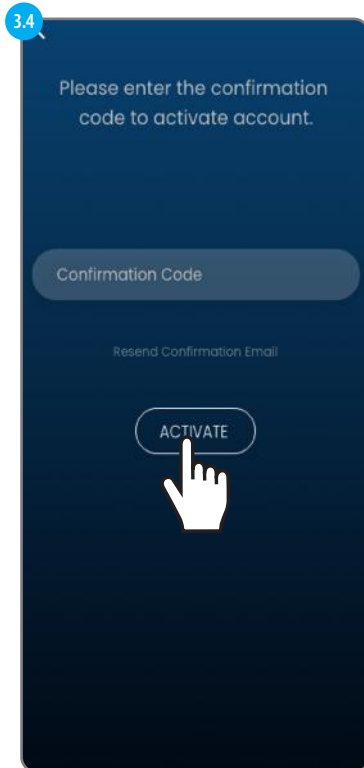 3.4
Please enter the confirmation
code to activate account.
Confirmation Code
Resend Confirmation Email
ACTIVATE